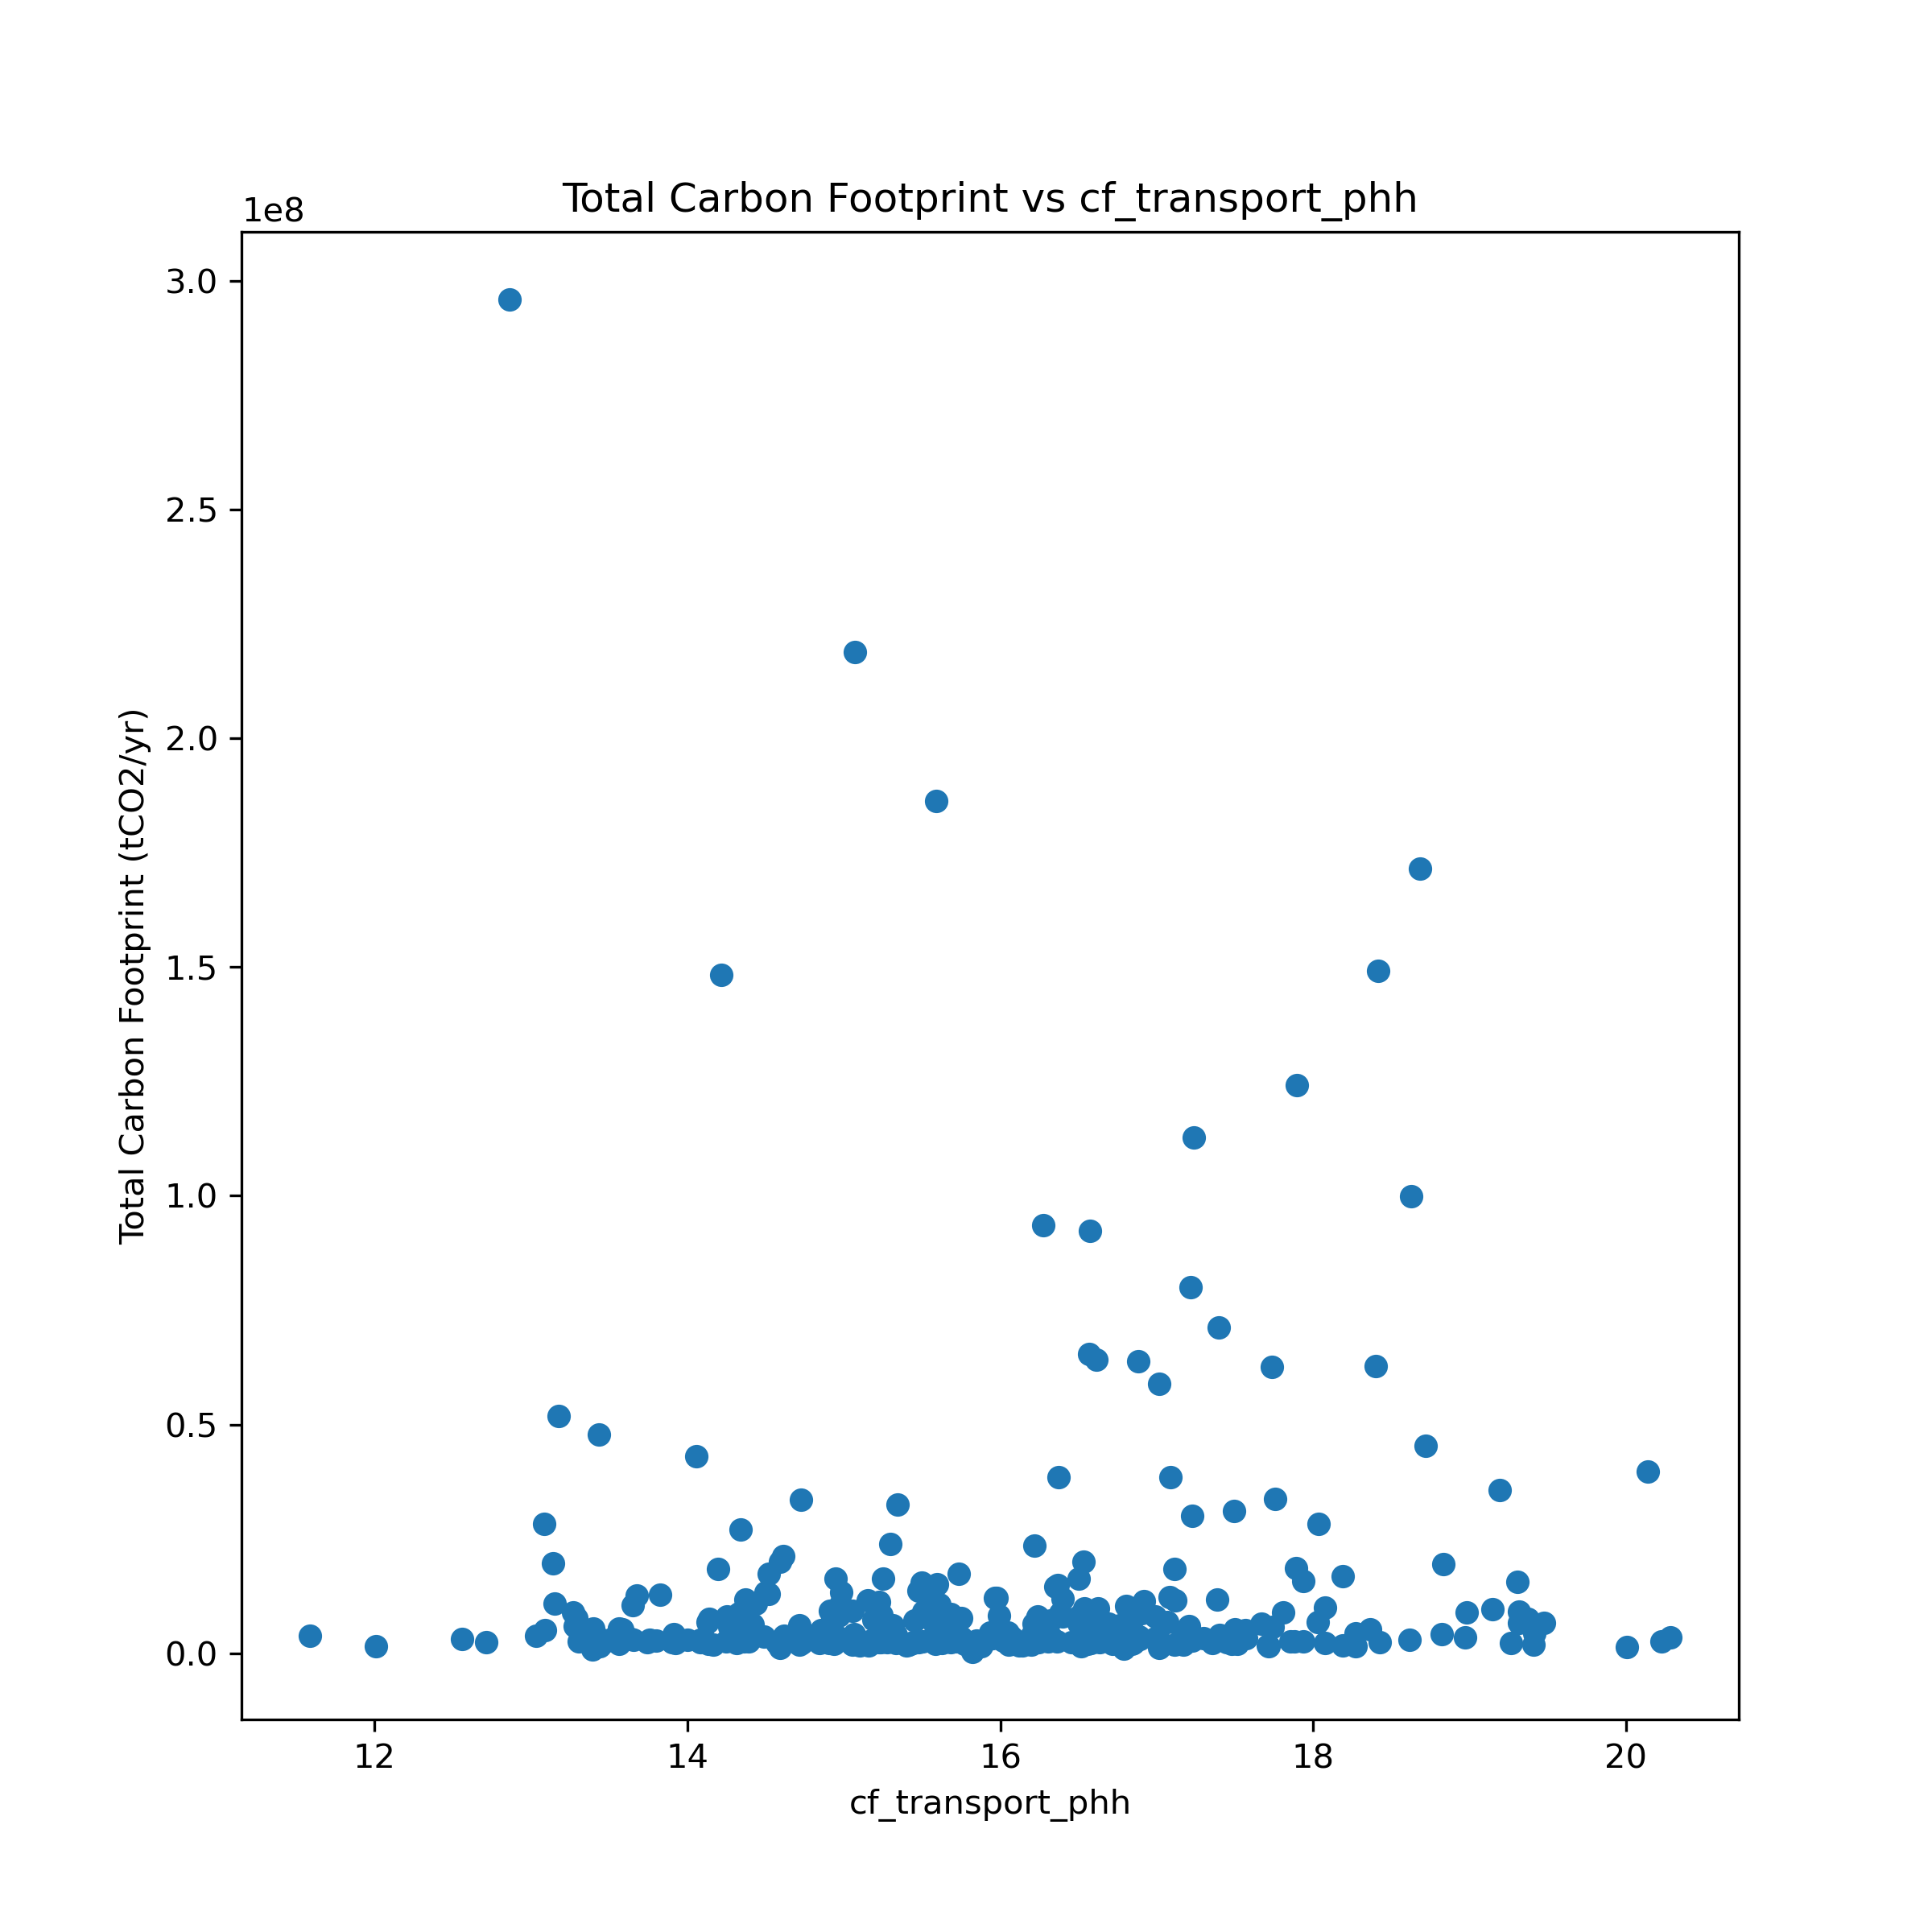 Total Carbon Footprint vs cf_transport_phh
1e8
3.0
2.5
2.0
1.5
1.0
0.5
0.0
Total Carbon Footprint (tCO2/yr)
12 14 16 18 20
cf_transport_phh